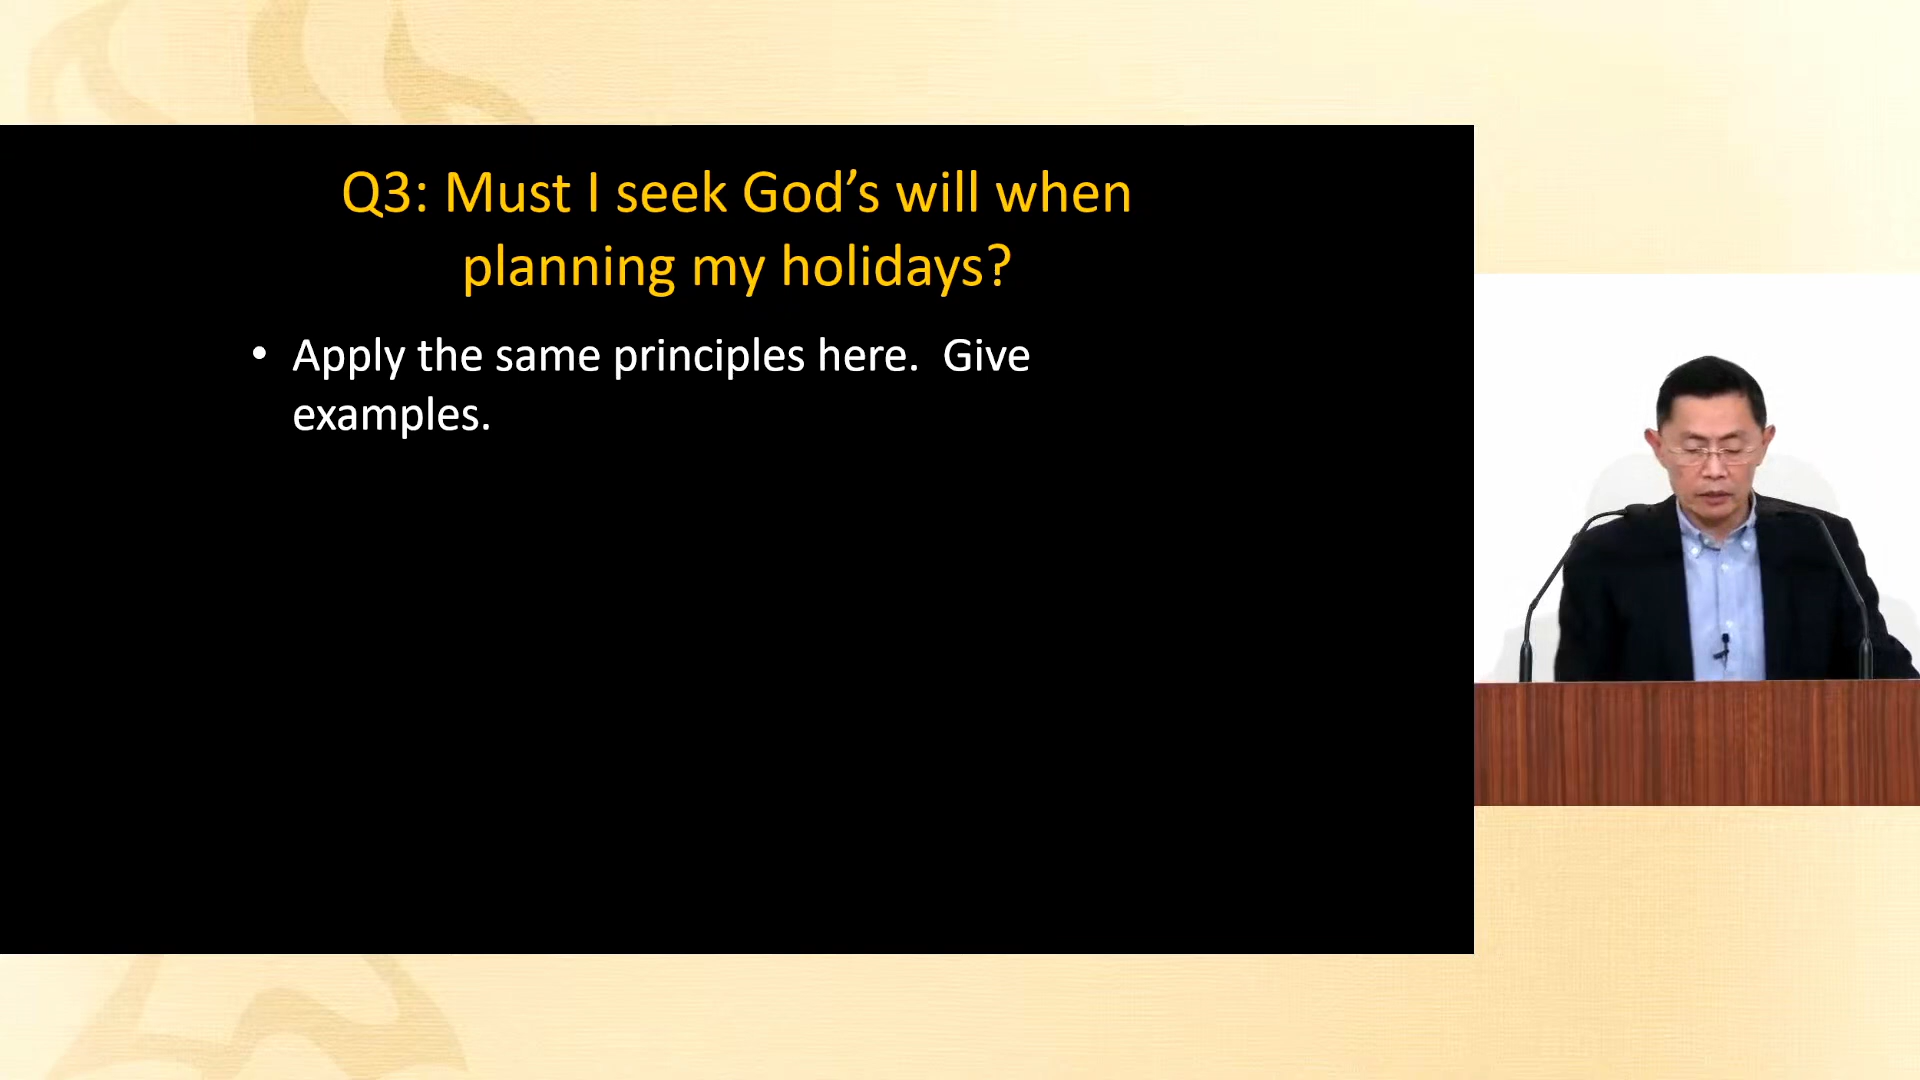 Q3: Must I seek God’s will when
planning my holidays?
• Apply the same principles here.  Give
examples.